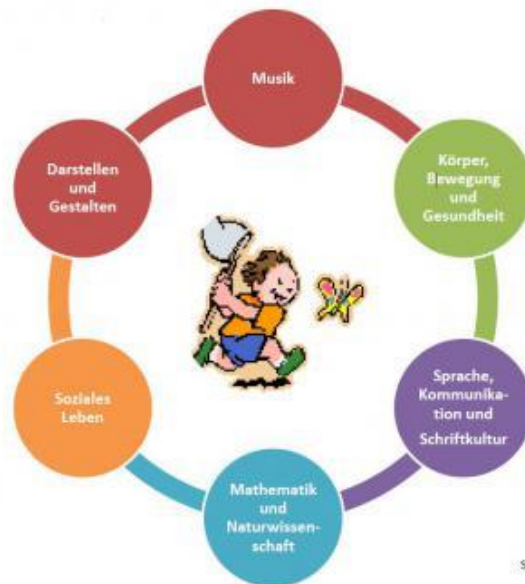 Musik
Körper,
Bewegung
und
Gesundheit
Sprache,
Kommunika-
tion und
Schriftkultur
Mathematik
und
Naturwissen-
schaft
Soziales
Leben
Darstellen
und
Gestalten